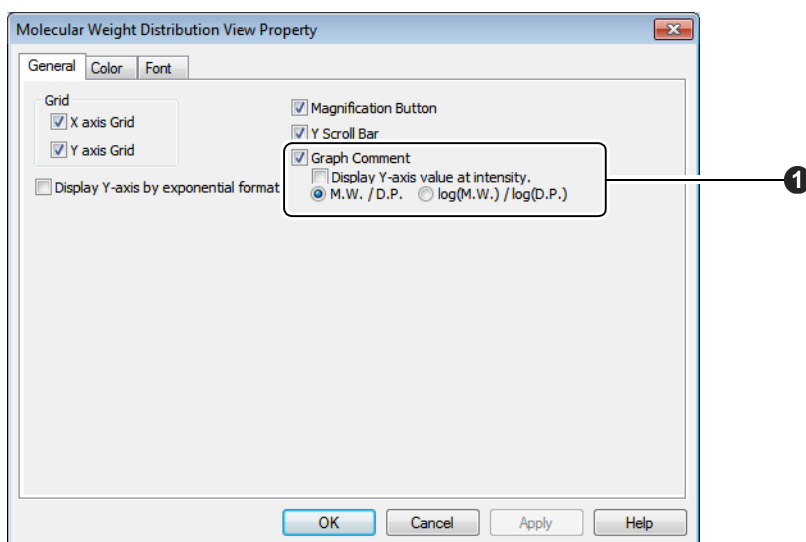 Molecular Weight Distribution View Property
General Color Font
Grid
X axis Grid
Y axis Grid
Display Y-axis by exponential format
Magnification Button
Y Scroll Bar
Graph Comment
Display Y-axis value at intensity.
M.W. / D.P. log(M.W.) / log(D.P.)
1
OK Cancel Apply Help